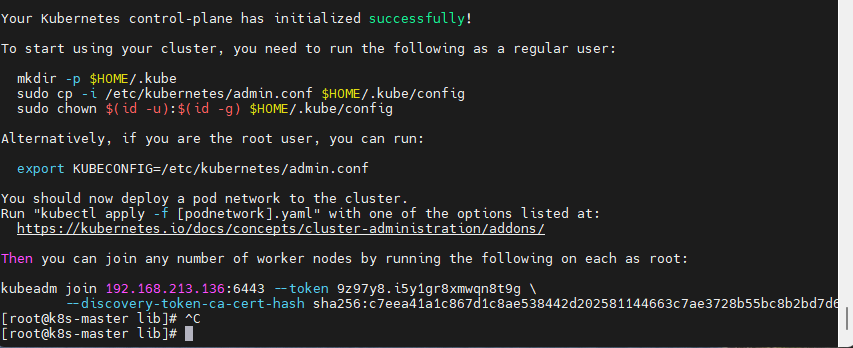 Your Kubernetes control-plane has initialized successfully!
To start using your cluster, you need to run the following as a regular user:
mkdir -p $HOME/.kube
sudo cp -i /etc/kubernetes/admin.conf $HOME/.kube/config
sudo chown $(id -u):$(id -g) $HOME/.kube/config
Alternatively, if you are the root user, you can run:
export KUBECONFIG=/etc/kubernetes/admin.conf
You should now deploy a pod network to the cluster.
Run "kubectl apply -f [podnetwork].yaml" with one of the options listed at:
https://kubernetes.io/docs/concepts/cluster-administration/addons/
Then you can join any number of worker nodes by running the following on each as root:
kubeadm join 192.168.213.136:6443 --token 9z97y8.i5y1gr8xmwqn8t9g \
--discovery-token-ca-cert-hash sha256:c7eea41a1c867d1c8ae538442d202581144663c7ae3728b55bc8b2bd7d6
[root@k8s-master lib]# ^C
[root@k8s-master lib]#